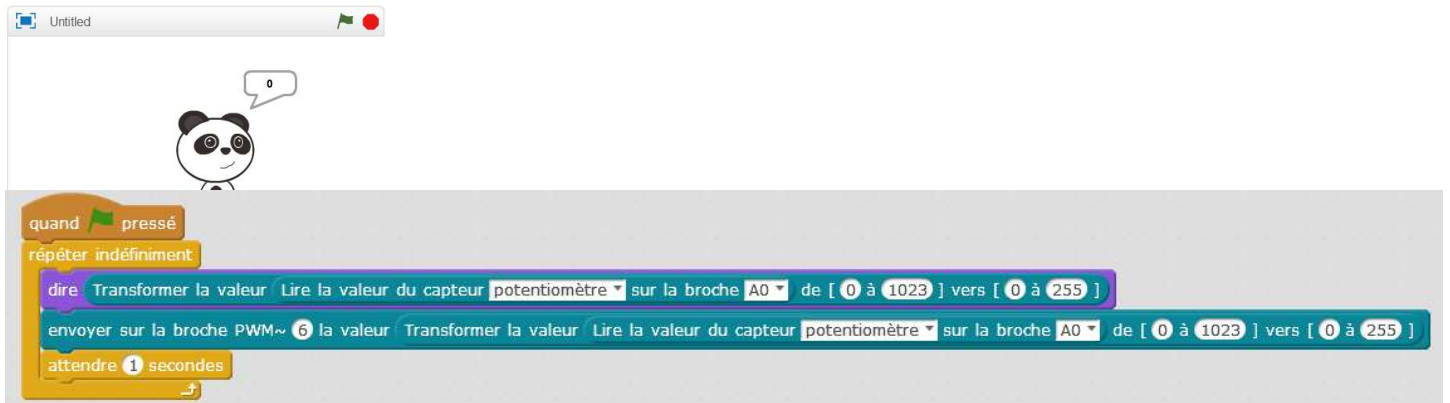 Untitled
0
quand pressé
répéter indéfiniment
dire Transformer la valeur Lire la valeur du capteur potentiomètre sur la broche A0 de [ 0 à 1023 ] vers [ 0 à 255 ]
envoyer sur la broche PWM~ 6 la valeur Transformer la valeur Lire la valeur du capteur potentiomètre sur la broche A0 de [ 0 à 1023 ] vers [ 0 à 255 ]
attendre 1 secondes